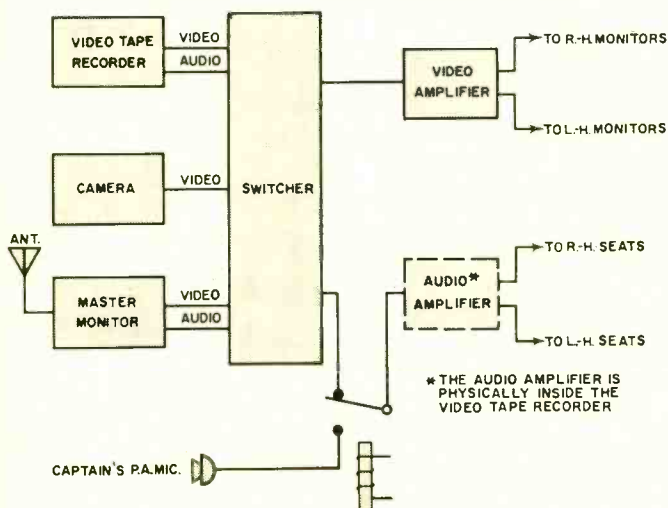 VIDEO TAPE
RECORDER
VIDEO
AUDIO
CAMERA
VIDEO
ANT.
MASTER
MONITOR
VIDEO
AUDIO
SWITCHER
VIDEO
AMPLIFIER
TO R.-H. MONITORS
TO L.-H. MONITORS
AUDIO*
AMPLIFIER
TO R.-H. SEATS
TO L.-H. SEATS
* THE AUDIO AMPLIFIER IS
PHYSICALLY INSIDE THE
VIDEO TAPE RECORDER
CAPTAIN'S P.A. MIC.